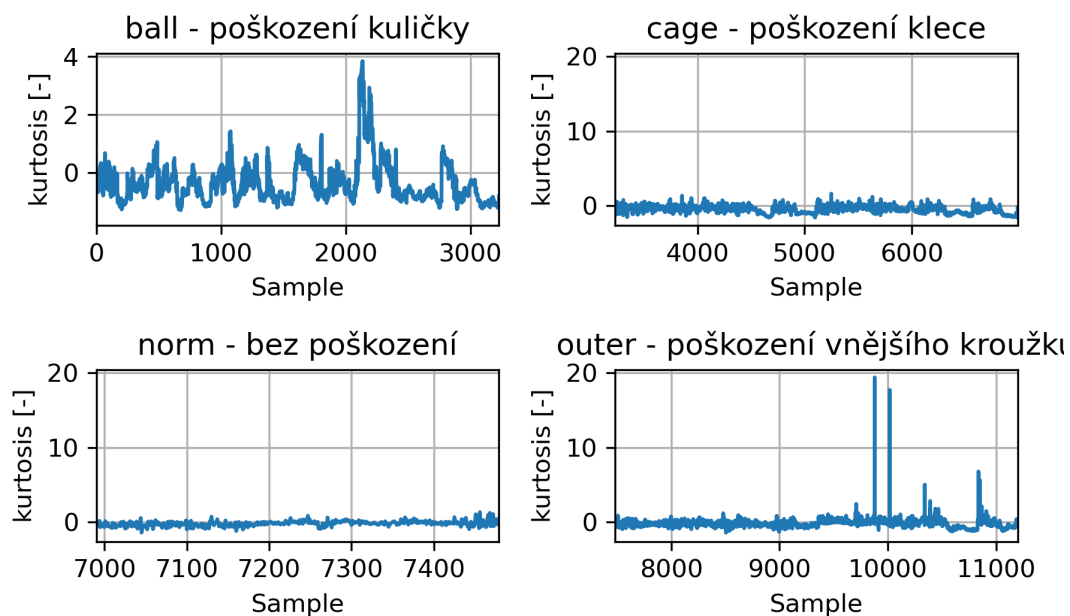 ball - poškození kuličky
cage - poškození klece
kurtosis [-]
4
2
0
0
1000
2000
3000
Sample
kurtosis [-]
20
10
0
4000
5000
6000
Sample
norm - bez poškození
outer - poškození vnějšího kroužku
kurtosis [-]
20
10
0
7000
7100
7200
7300
7400
Sample
kurtosis [-]
20
10
0
8000
9000
10000
11000
Sample